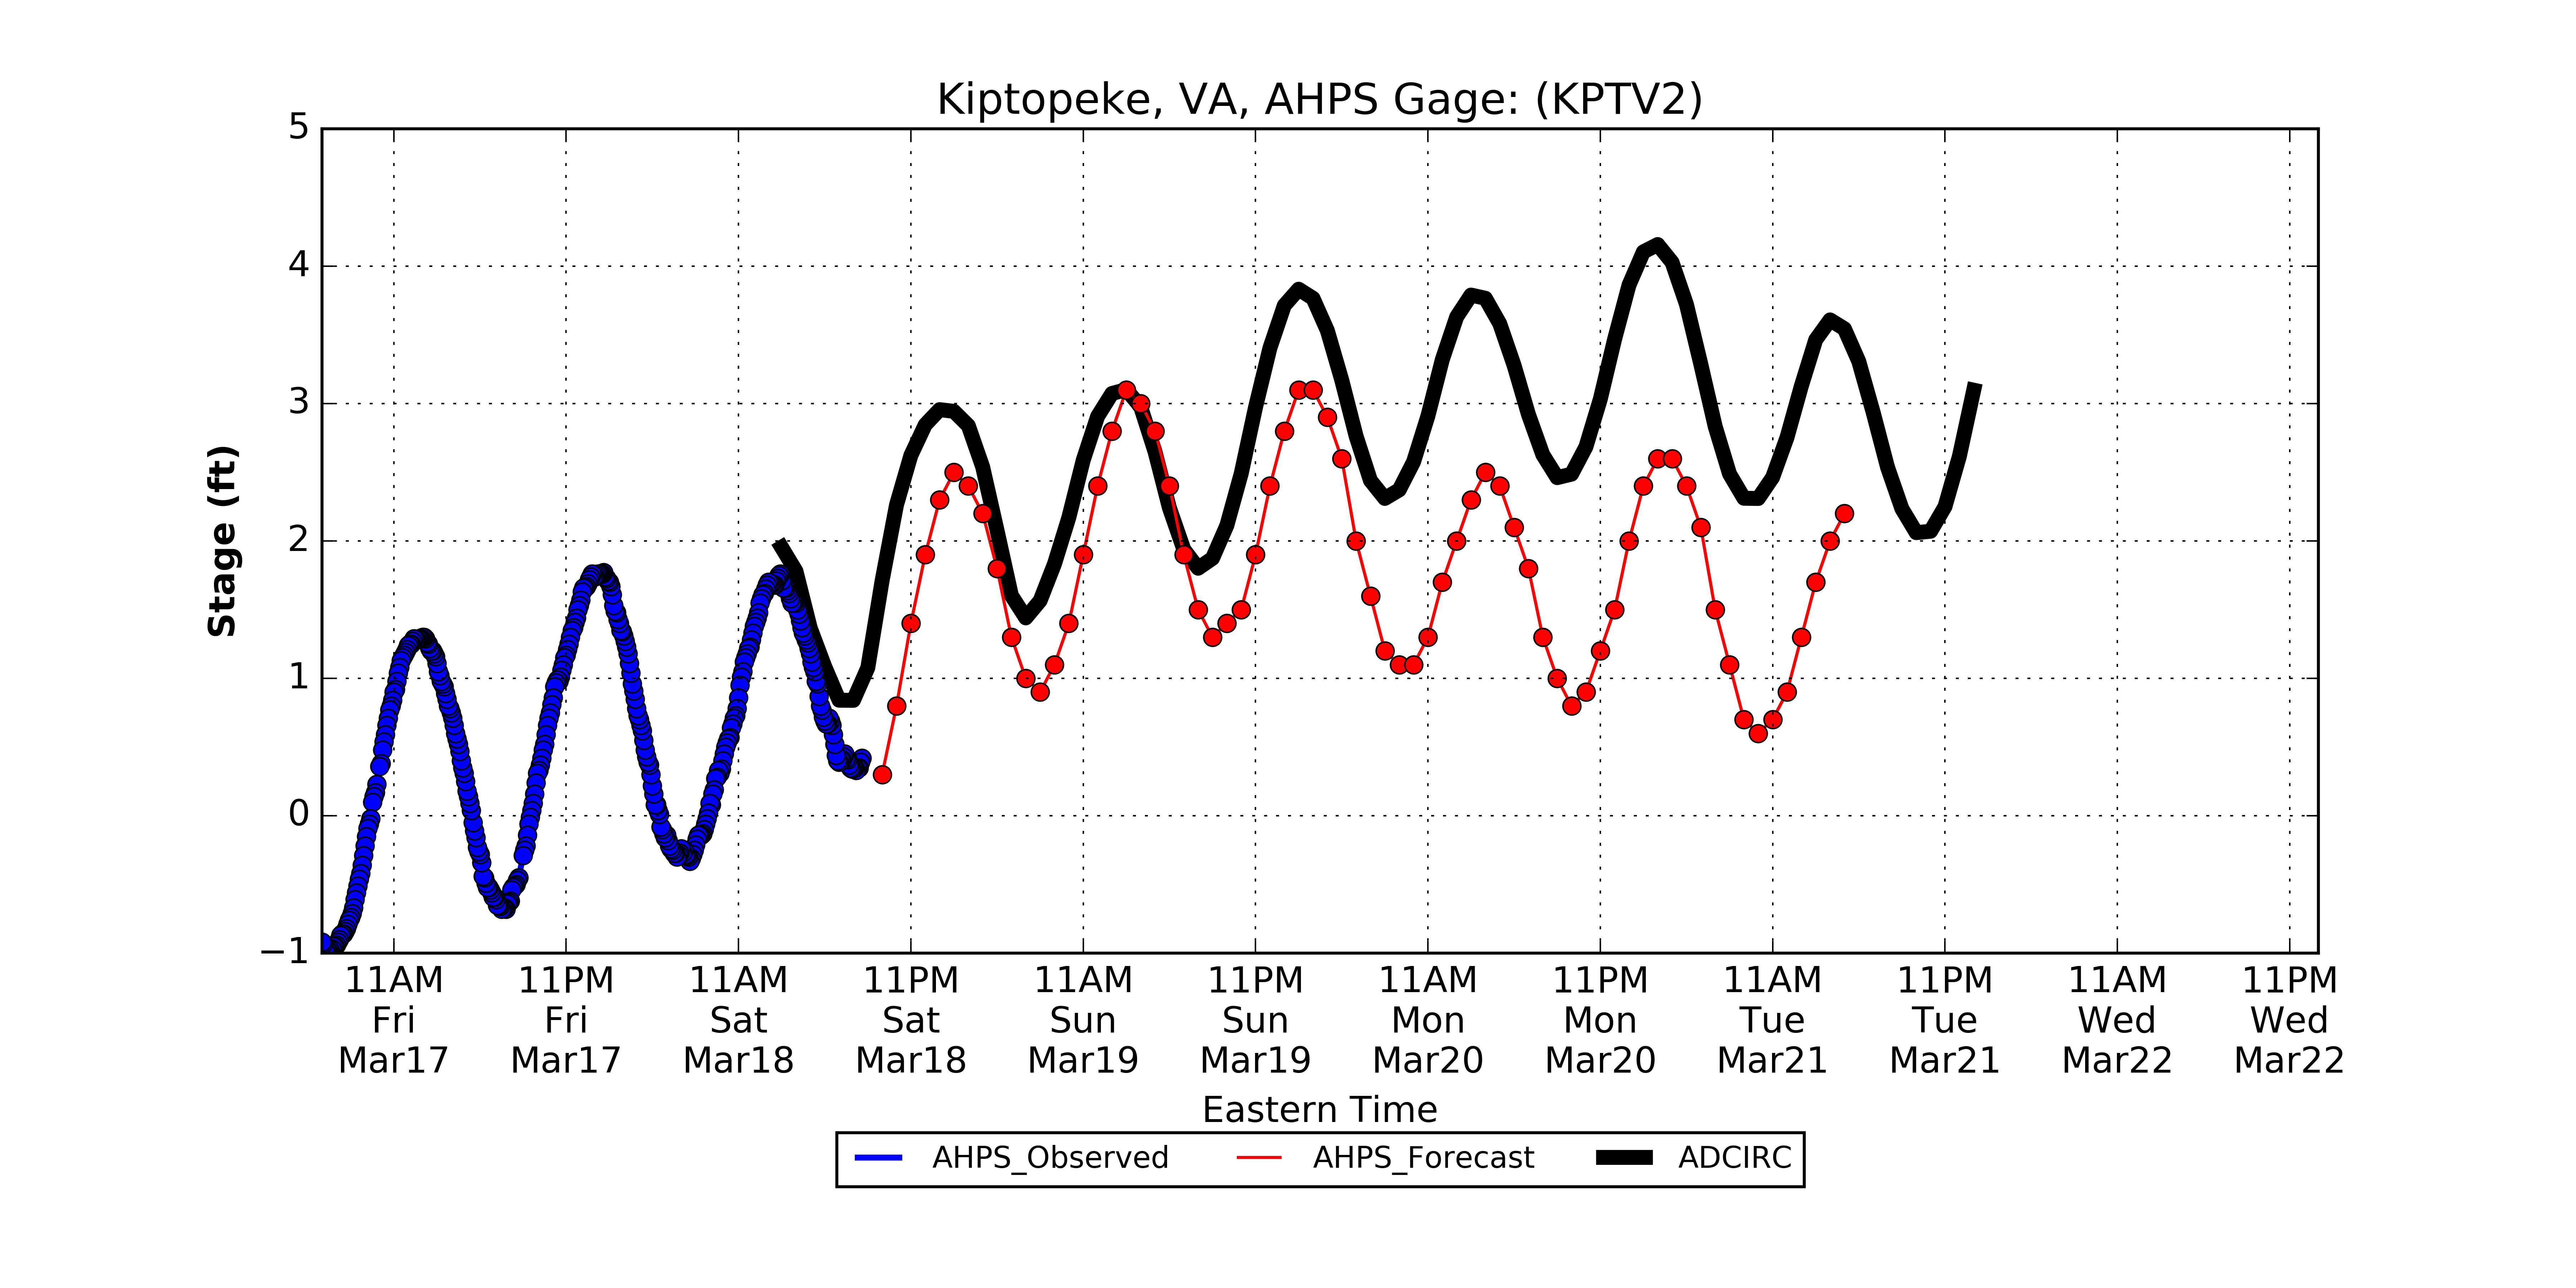 Kiptopeke, VA, AHPS Gage: (KPTV2)
5
4
3
2
1
0
−1
Stage (ft)
11AM 11PM 11AM 11PM 11AM 11PM 11AM 11PM 11AM 11PM 11AM 11PM
Fri Fri Sat Sat Sun Sun Mon Mon Tue Tue Wed Wed
Mar17 Mar17 Mar18 Mar18 Mar19 Mar19 Mar20 Mar20 Mar21 Mar21 Mar22 Mar22
Eastern Time
AHPS_Observed AHPS_Forecast ADCIRC